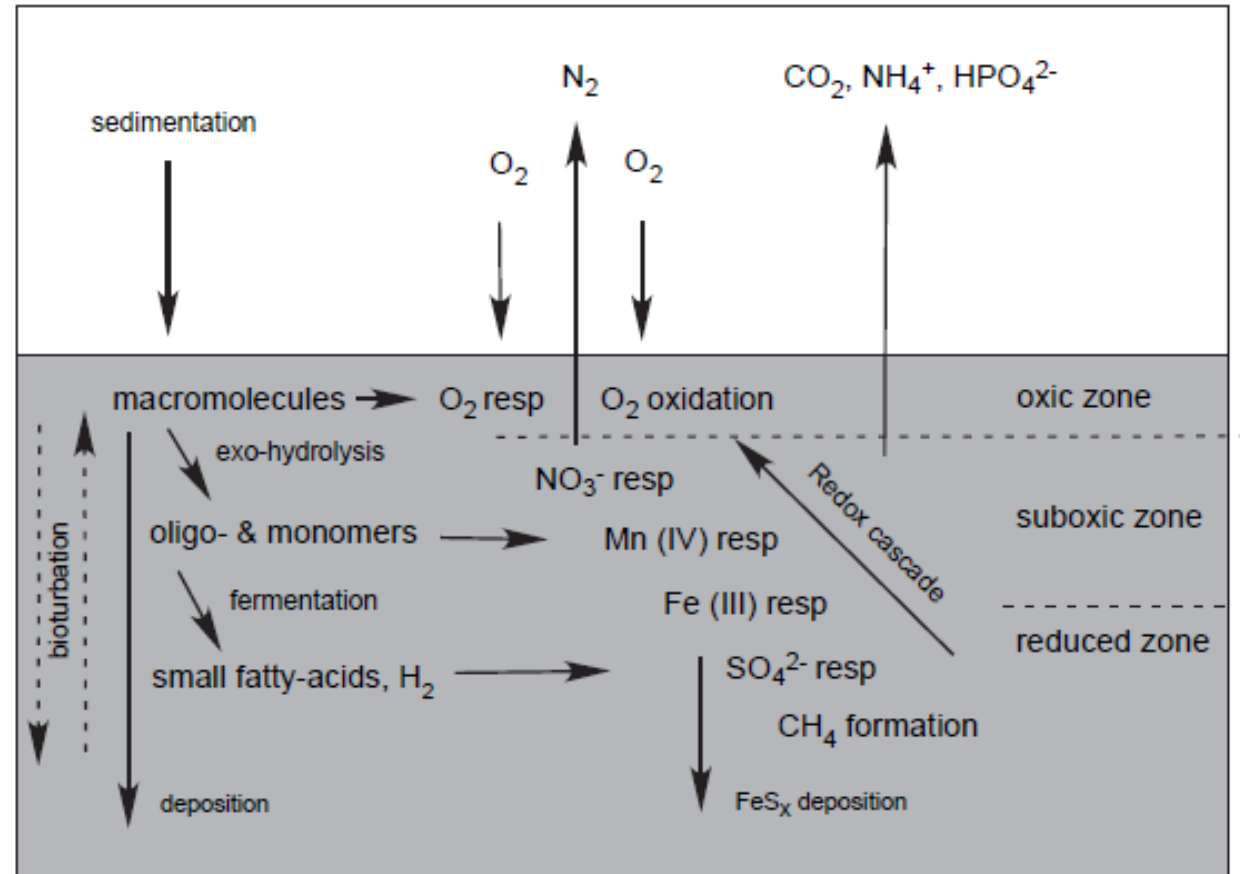 N₂
CO₂, NH₄⁺, HPO₄²⁻
sedimentation
O₂
O₂
macromolecules
O₂ resp
O₂ oxidation
oxic zone
exo-hydrolysis
NO₃⁻ resp
Redox cascade
suboxic zone
oligo- & monomers
Mn (IV) resp
bioturbation
fermentation
Fe (III) resp
reduced zone
small fatty-acids, H₂
SO₄²⁻ resp
CH₄ formation
deposition
FeSₓ deposition